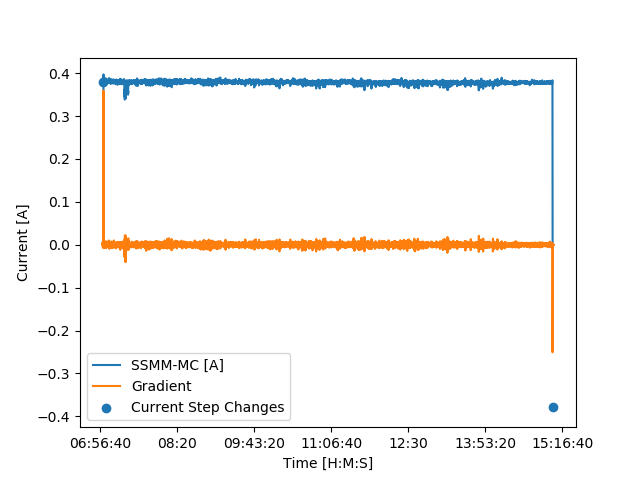 0.4
0.3
0.2
0.1
0.0
−0.1
−0.2
−0.3
−0.4
Current [A]
SSMM-MC [A]
Gradient
Current Step Changes
06:56:40 08:20 09:43:20 11:06:40 12:30 13:53:20 15:16:40
Time [H:M:S]